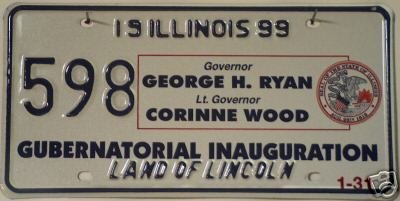 19 ILLINOIS 99
598
Governor
GEORGE H. RYAN
Lt. Governor
CORINNE WOOD
GUBERNATORIAL INAUGURATION
LAND OF LINCOLN
1-31